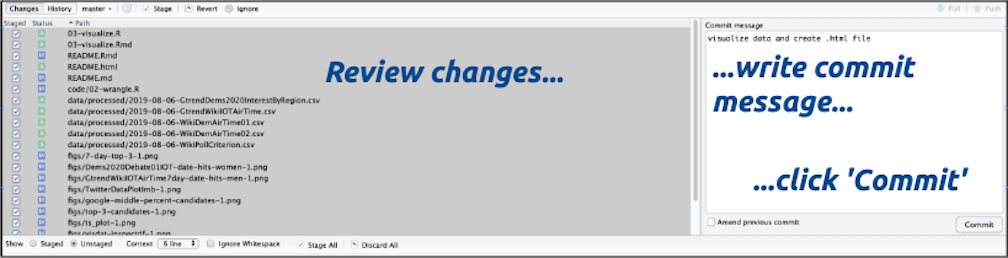 Changes History master Stage Revert Ignore Pull Push
Staged Status Path
03-visualize.R
03-visualize.Rmd
README.Rmd
README.html
README.md
code/02-wrangle.R
data/processed/2019-08-06-GtrendDems2020InterestByRegion.csv
data/processed/2019-08-06-GtrendWikiIOTAirTime.csv
data/processed/2019-08-06-WikiDemAirTime01.csv
data/processed/2019-08-06-WikiDemAirTime02.csv
data/processed/2019-08-06-WikiPollCriterion.csv
figs/7-day-top-3-1.png
figs/Dems2020Debate01IOT-date-hits-women-1.png
figs/GtrendWikiIOTAirTime7day-date-hits-men-1.png
figs/TwitterDataPlotImb-1.png
figs/google-middle-percent-candidates-1.png
figs/top-3-candidates-1.png
figs/ts_plot-1.png
figs/visdat-inspectdf-1.png
Review changes...
Commit message
visualize data and create .html file
...write commit
message...
...click 'Commit'
Amend previous commit
Commit
Show Staged Unstaged Context 5 line Ignore Whitespace Stage All Discard All